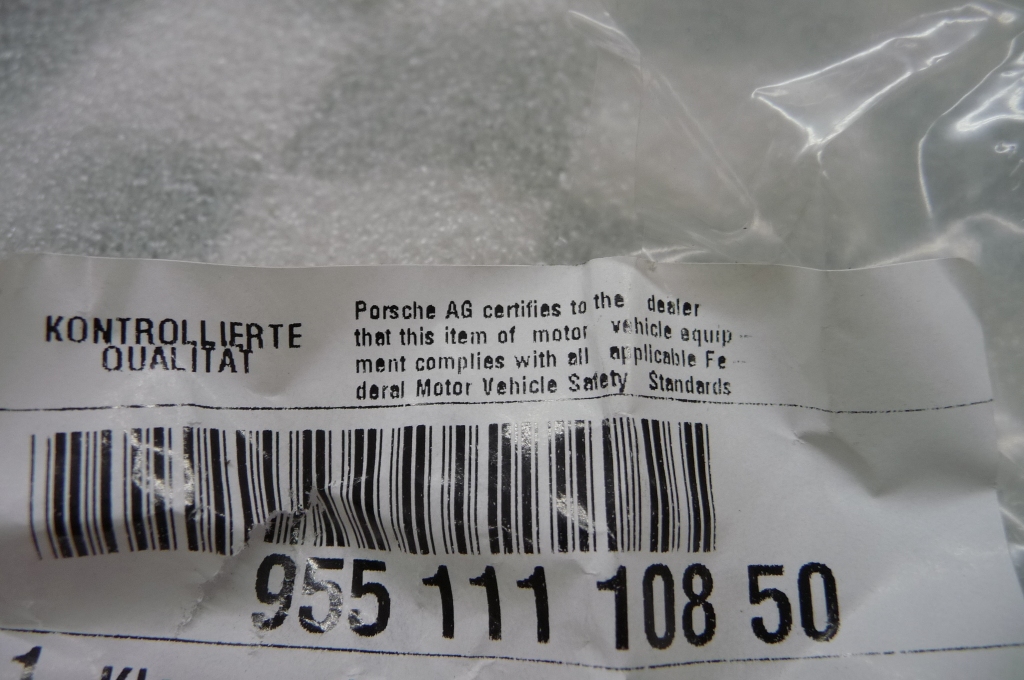 KONTROLLIERTE
QUALITAT
Porsche AG certifies to the dealer
that this item of motor vehicle equip-
ment complies with all applicable Fe-
deral Motor Vehicle Safety Standards
955 111 108 50
1